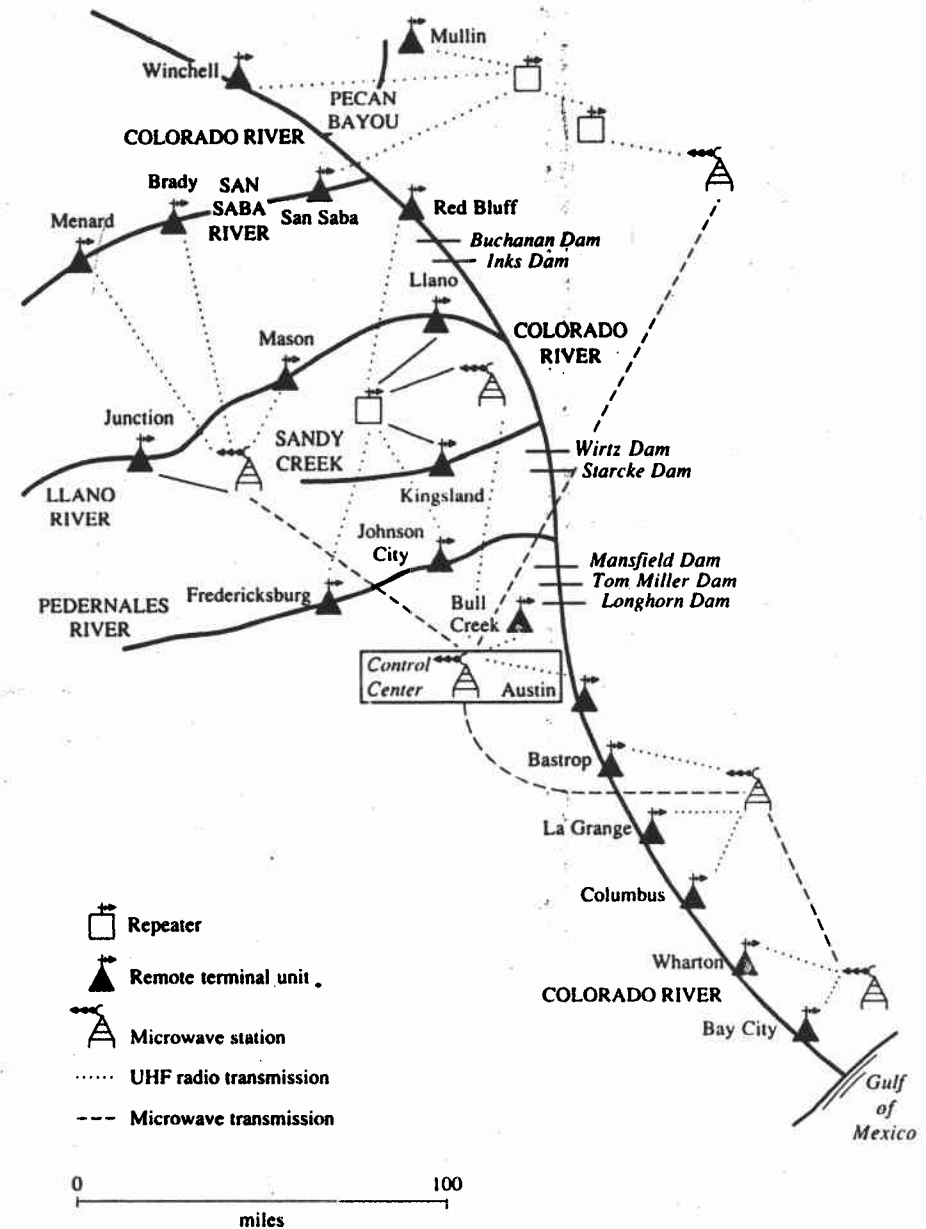 Mullin
Winchell
PECAN
BAYOU
COLORADO RIVER
Brady
SAN
SABA
RIVER
San Saba
Red Bluff
Menard
Buchanan Dam
Inks Dam
Llano
COLORADO
RIVER
Mason
Junction
SANDY
CREEK
Wirtz Dam
Starcke Dam
LLANO
RIVER
Kingsland
Johnson
City
Mansfield Dam
Tom Miller Dam
Longhorn Dam
Fredericksburg
PEDERNALES
RIVER
Bull
Creek
Control
Center
Austin
Bastrop
La Grange
Columbus
Wharton
COLORADO RIVER
Bay City
Gulf
of
Mexico
Repeater
Remote terminal unit
Microwave station
UHF radio transmission
Microwave transmission
0 100
miles